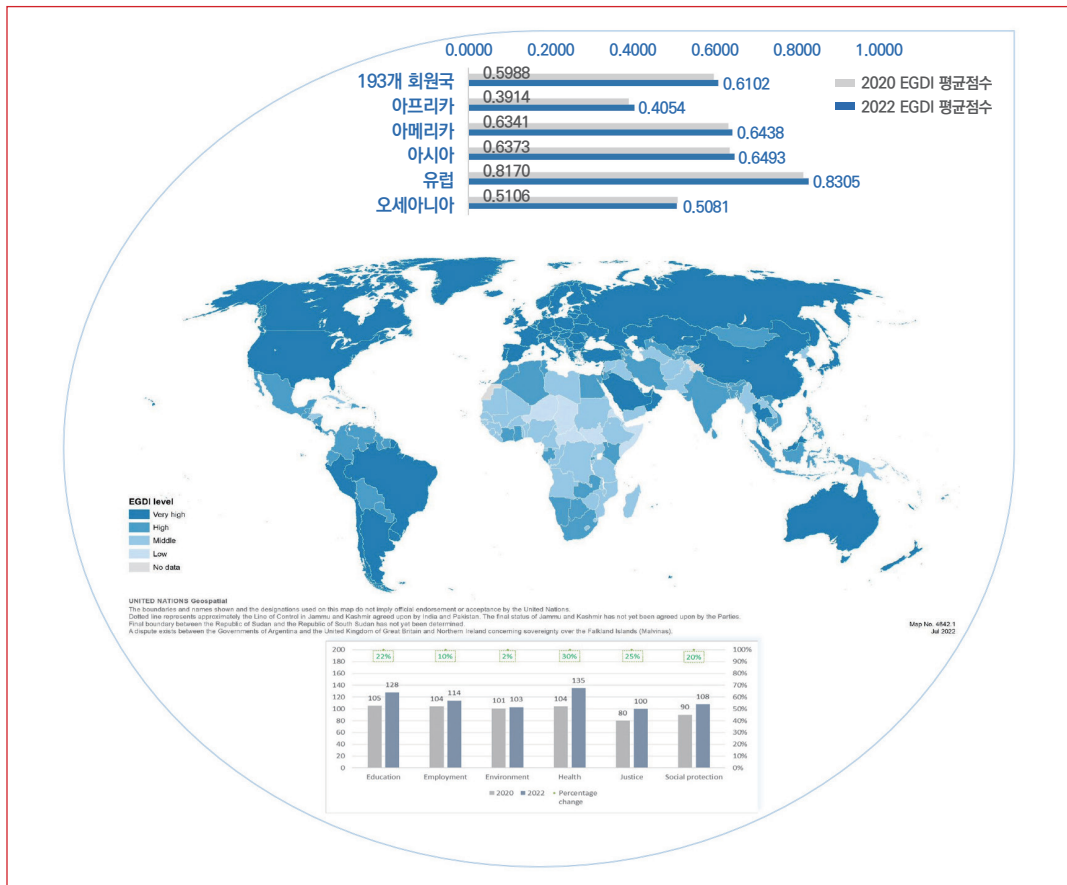 0.0000 0.2000 0.4000 0.6000 0.8000 1.0000
193개 회원국 0.5988 0.6102
아프리카 0.3914 0.4054
아메리카 0.6341 0.6438
아시아 0.6373 0.6493
유럽 0.8170 0.8305
오세아니아 0.5106 0.5081
2020 EGDI 평균점수
2022 EGDI 평균점수
EGDI level
Very high
High
Middle
Low
No data
UNITED NATIONS Geospatial
The boundaries and names shown and the designations used on this map do not imply official endorsement or acceptance by the United Nations.
Dotted line represents approximately the Line of Control in Jammu and Kashmir agreed upon by India and Pakistan. The final status of Jammu and Kashmir has not yet been agreed upon by the Parties.
Final boundary between the Republic of Sudan and the Republic of South Sudan has not yet been determined.
A dispute exists between the Governments of Argentina and the United Kingdom of Great Britain and Northern Ireland concerning sovereignty over the Falkland Islands (Malvinas).
Map No. 4642.1
Jul 2022
200 22% 10% 2% 30% 25% 20% 100%
180 90%
160 80%
140 70%
120 60%
100 50%
80 40%
60 30%
40 20%
20 10%
0 0%
105 128 104 114 101 103 104 135 80 100 90 108
Education Employment Environment Health Justice Social protection
2020 2022 Percentage
change